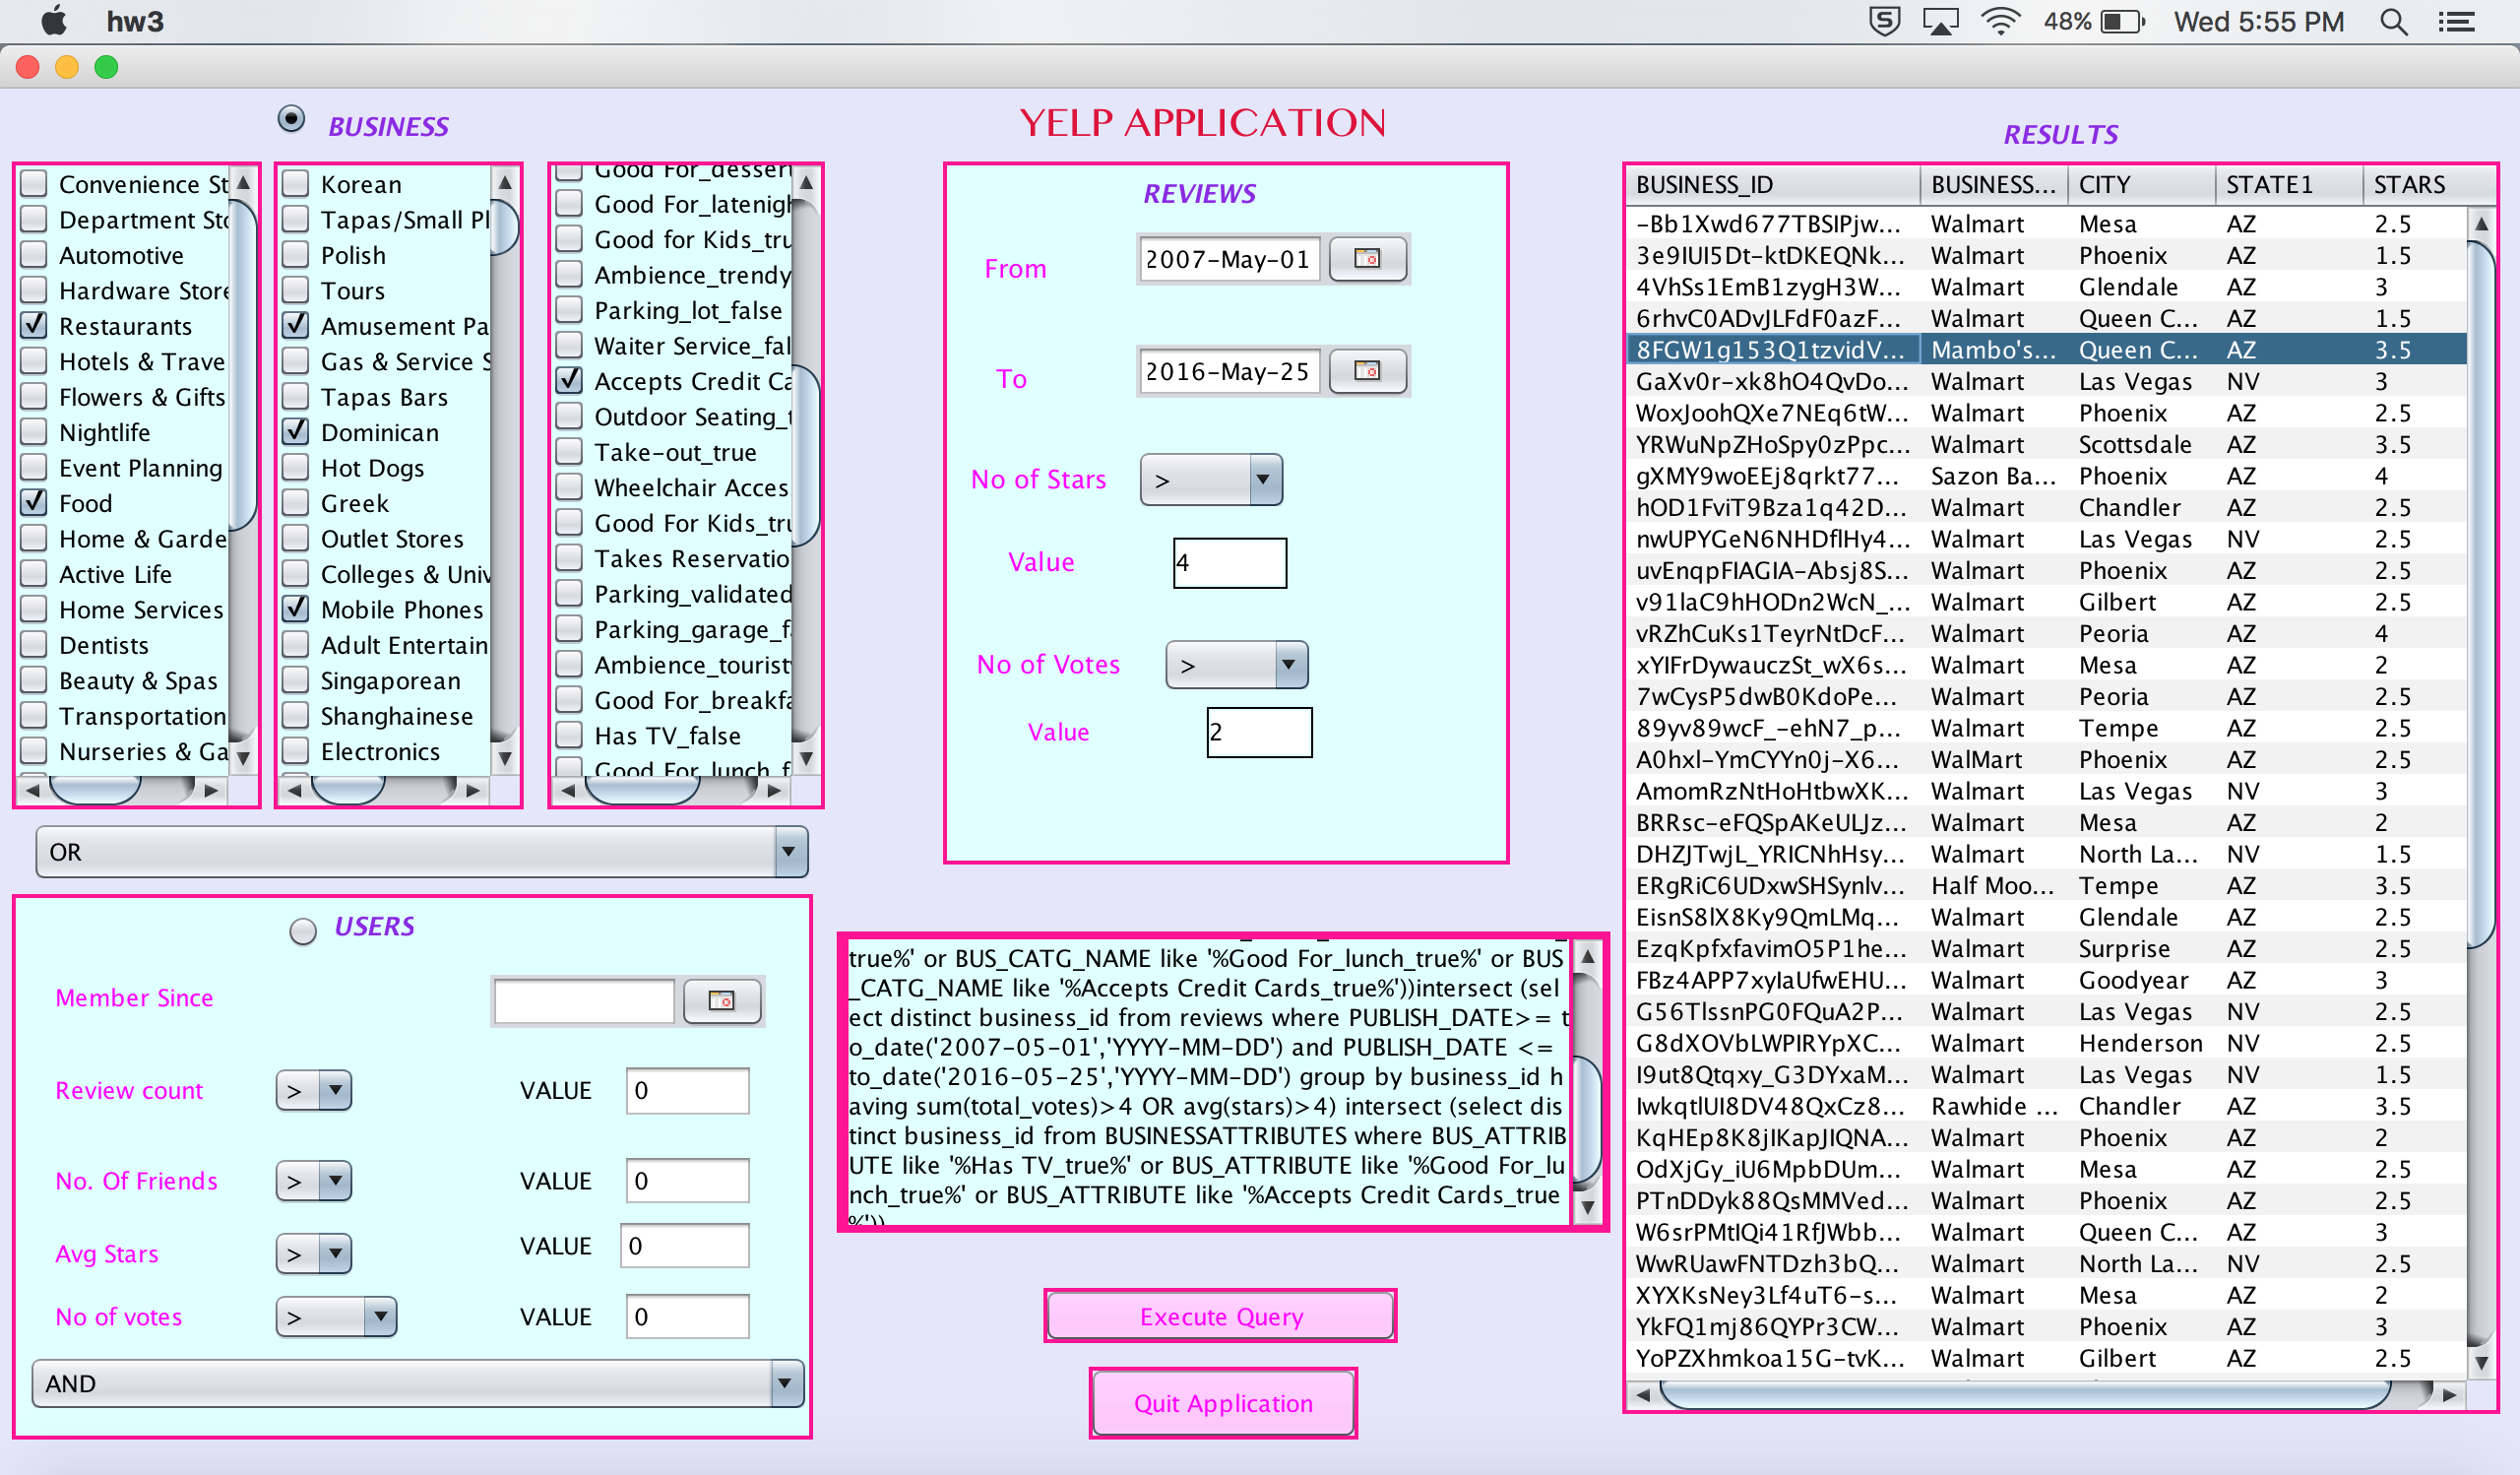 hw3
48%
Wed 5:55 PM
BUSINESS
YELP APPLICATION
RESULTS
Convenience St
Department Sto
Automotive
Hardware Store
Restaurants
Hotels & Trave
Flowers & Gifts
Nightlife
Event Planning
Food
Home & Garde
Active Life
Home Services
Dentists
Beauty & Spas
Transportation
Nurseries & Ga
Korean
Tapas/Small Pl
Polish
Tours
Amusement Pa
Gas & Service S
Tapas Bars
Dominican
Hot Dogs
Greek
Outlet Stores
Colleges & Univ
Mobile Phones
Adult Entertain
Singaporean
Shanghainese
Electronics
Good For_dessert
Good For_latenigh
Good for Kids_tru
Ambience_trendy
Parking_lot_false
Waiter Service_fal
Accepts Credit Ca
Outdoor Seating_t
Take-out_true
Wheelchair Acces
Good For Kids_tru
Takes Reservatio
Parking_validated
Parking_garage_fa
Ambience_touristy
Good For_breakfa
Has TV_false
Good For_lunch_f
OR
REVIEWS
From 2007-May-01
To 2016-May-25
No of Stars >
Value 4
No of Votes >
Value 2
USERS
Member Since
Review count > VALUE 0
No. Of Friends > VALUE 0
Avg Stars > VALUE 0
No of votes > VALUE 0
AND
true%' or BUS_CATG_NAME like '%Good For_lunch_true%' or BUS
_CATG_NAME like '%Accepts Credit Cards_true%'))intersect (sel
ect distinct business_id from reviews where PUBLISH_DATE>= t
o_date('2007-05-01','YYYY-MM-DD') and PUBLISH_DATE <=
to_date('2016-05-25','YYYY-MM-DD') group by business_id h
aving sum(total_votes)>4 OR avg(stars)>4) intersect (select dis
tinct business_id from BUSINESSATTRIBUTES where BUS_ATTRIB
UTE like '%Has TV_true%' or BUS_ATTRIBUTE like '%Good For_lu
nch_true%' or BUS_ATTRIBUTE like '%Accepts Credit Cards_true
%'))
Execute Query
Quit Application
BUSINESS_ID BUSINESS... CITY STATE1 STARS
-Bb1Xwd677TBSIPjw... Walmart Mesa AZ 2.5
3e9IUI5Dt-ktDKEQNk... Walmart Phoenix AZ 1.5
4VhSs1EmB1zygH3W... Walmart Glendale AZ 3
6rhvC0ADvJLFdF0azF... Walmart Queen C... AZ 1.5
8FGW1g153Q1tzvidV... Mambo's... Queen C... AZ 3.5
GaXv0r-xk8hO4QvDo... Walmart Las Vegas NV 3
WoxJoohQXe7NEq6tW... Walmart Phoenix AZ 2.5
YRWuNpZHoSpy0zPpc... Walmart Scottsdale AZ 3.5
gXMY9woEEj8qrkt77... Sazon Ba... Phoenix AZ 4
hOD1FviT9Bza1q42D... Walmart Chandler AZ 2.5
nwUPYGeN6NHDflHy4... Walmart Las Vegas NV 2.5
uvEnqpFIAGIA-Absj8S... Walmart Phoenix AZ 2.5
v91laC9hHODn2WcN_... Walmart Gilbert AZ 2.5
vRZhCuKs1TeyrNtDcF... Walmart Peoria AZ 4
xYIFrDywauczSt_wX6s... Walmart Mesa AZ 2
7wCysP5dwB0KdoPe... Walmart Peoria AZ 2.5
89yv89wcF_-ehN7_p... Walmart Tempe AZ 2.5
A0hxl-YmCYYn0j-X6... WalMart Phoenix AZ 2.5
AmomRzNtHoHtbwXK... Walmart Las Vegas NV 3
BRRsc-eFQSpAKeULJz... Walmart Mesa AZ 2
DHZJTwjL_YRICNhHsy... Walmart North La... NV 1.5
ERgRiC6UDxwSHSynlv... Half Moo... Tempe AZ 3.5
EisnS8lX8Ky9QmLMq... Walmart Glendale AZ 2.5
EzqKpfxfavimO5P1he... Walmart Surprise AZ 2.5
FBz4APP7xyIaUfwEHU... Walmart Goodyear AZ 3
G56TlssnPG0FQuA2P... Walmart Las Vegas NV 2.5
G8dXOVbLWPIRYpXC... Walmart Henderson NV 2.5
I9ut8Qtqxy_G3DYxaM... Walmart Las Vegas NV 1.5
IwkqtlUI8DV48QxCz8... Rawhide ... Chandler AZ 3.5
KqHEp8K8jIKapJIQNA... Walmart Phoenix AZ 2
OdXjGy_iU6MpbDUm... Walmart Mesa AZ 2.5
PTnDDyk88QsMMVed... Walmart Phoenix AZ 2.5
W6srPMtIQi41RfJWbb... Walmart Queen C... AZ 3
WwRUawFNTDzh3bQ... Walmart North La... NV 2.5
XYXKsNey3Lf4uT6-s... Walmart Mesa AZ 2
YkFQ1mj86QYPr3CW... Walmart Phoenix AZ 3
YoPZXhmkoa15G-tvK... Walmart Gilbert AZ 2.5